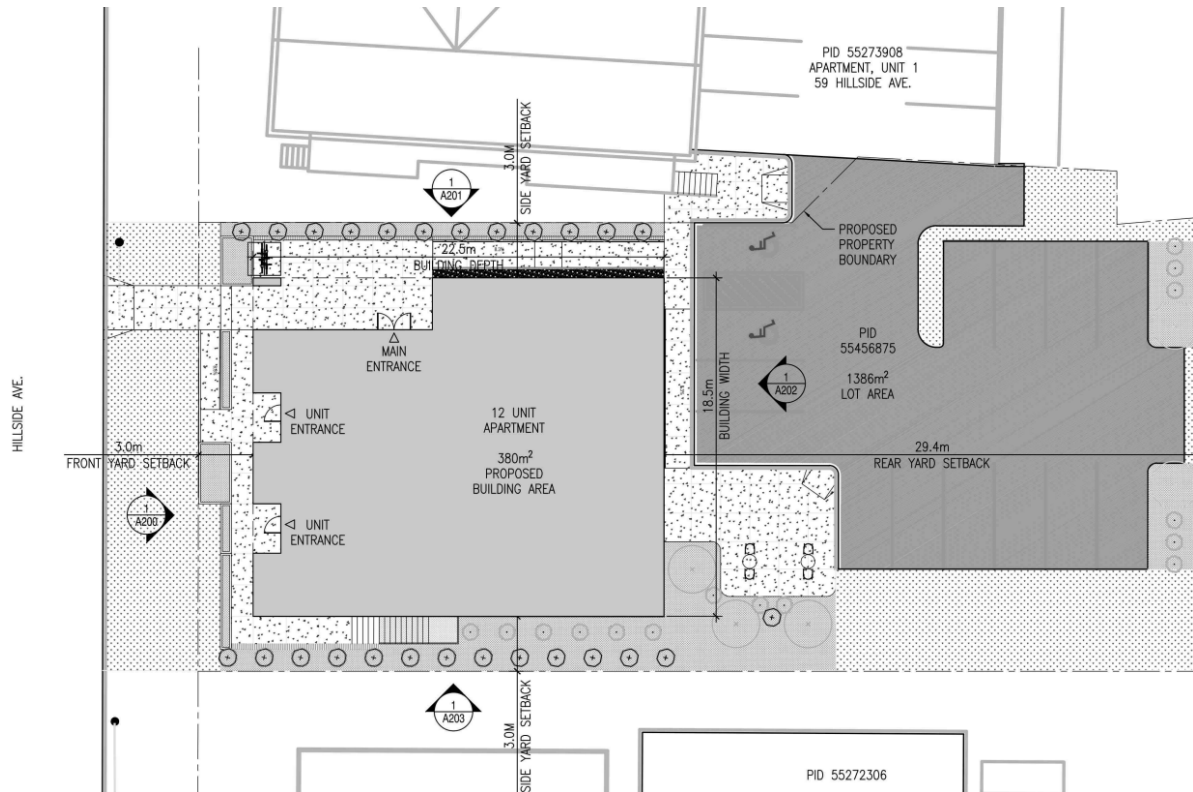 PID 55273908
APARTMENT, UNIT 1
59 HILLSIDE AVE.
3.0M
SIDE YARD SETBACK
1
A201
PROPOSED
PROPERTY
BOUNDARY
22.5m
BUILDING DEPTH
MAIN
ENTRANCE
PID
55456875
1386m²
LOT AREA
1
A202
18.5m
BUILDING WIDTH
HILLSIDE AVE.
UNIT
ENTRANCE
12 UNIT
APARTMENT
380m²
PROPOSED
BUILDING AREA
3.0m
FRONT YARD SETBACK
29.4m
REAR YARD SETBACK
1
A200
UNIT
ENTRANCE
1
A203
3.0M
SIDE YARD SETBACK
PID 55272306